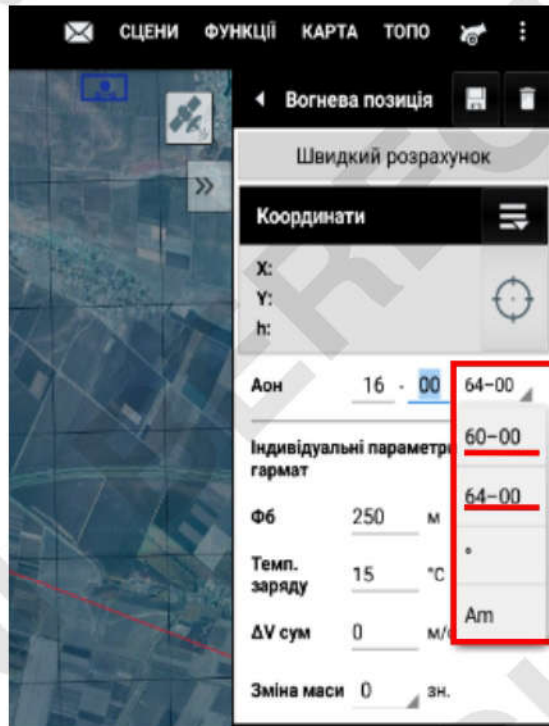 СЦЕНИ ФУНКЦІЇ КАРТА ТОПО
Вогнева позиція
Швидкий розрахунок
Координати
X:
Y:
h:
Аон 16 - 00 64-00
60-00
Індивідуальні параметри
гармат
64-00
Фб 250 м
°
Темп.
заряду 15 °C
Am
ΔV сум 0 м/
Зміна маси 0 зн.